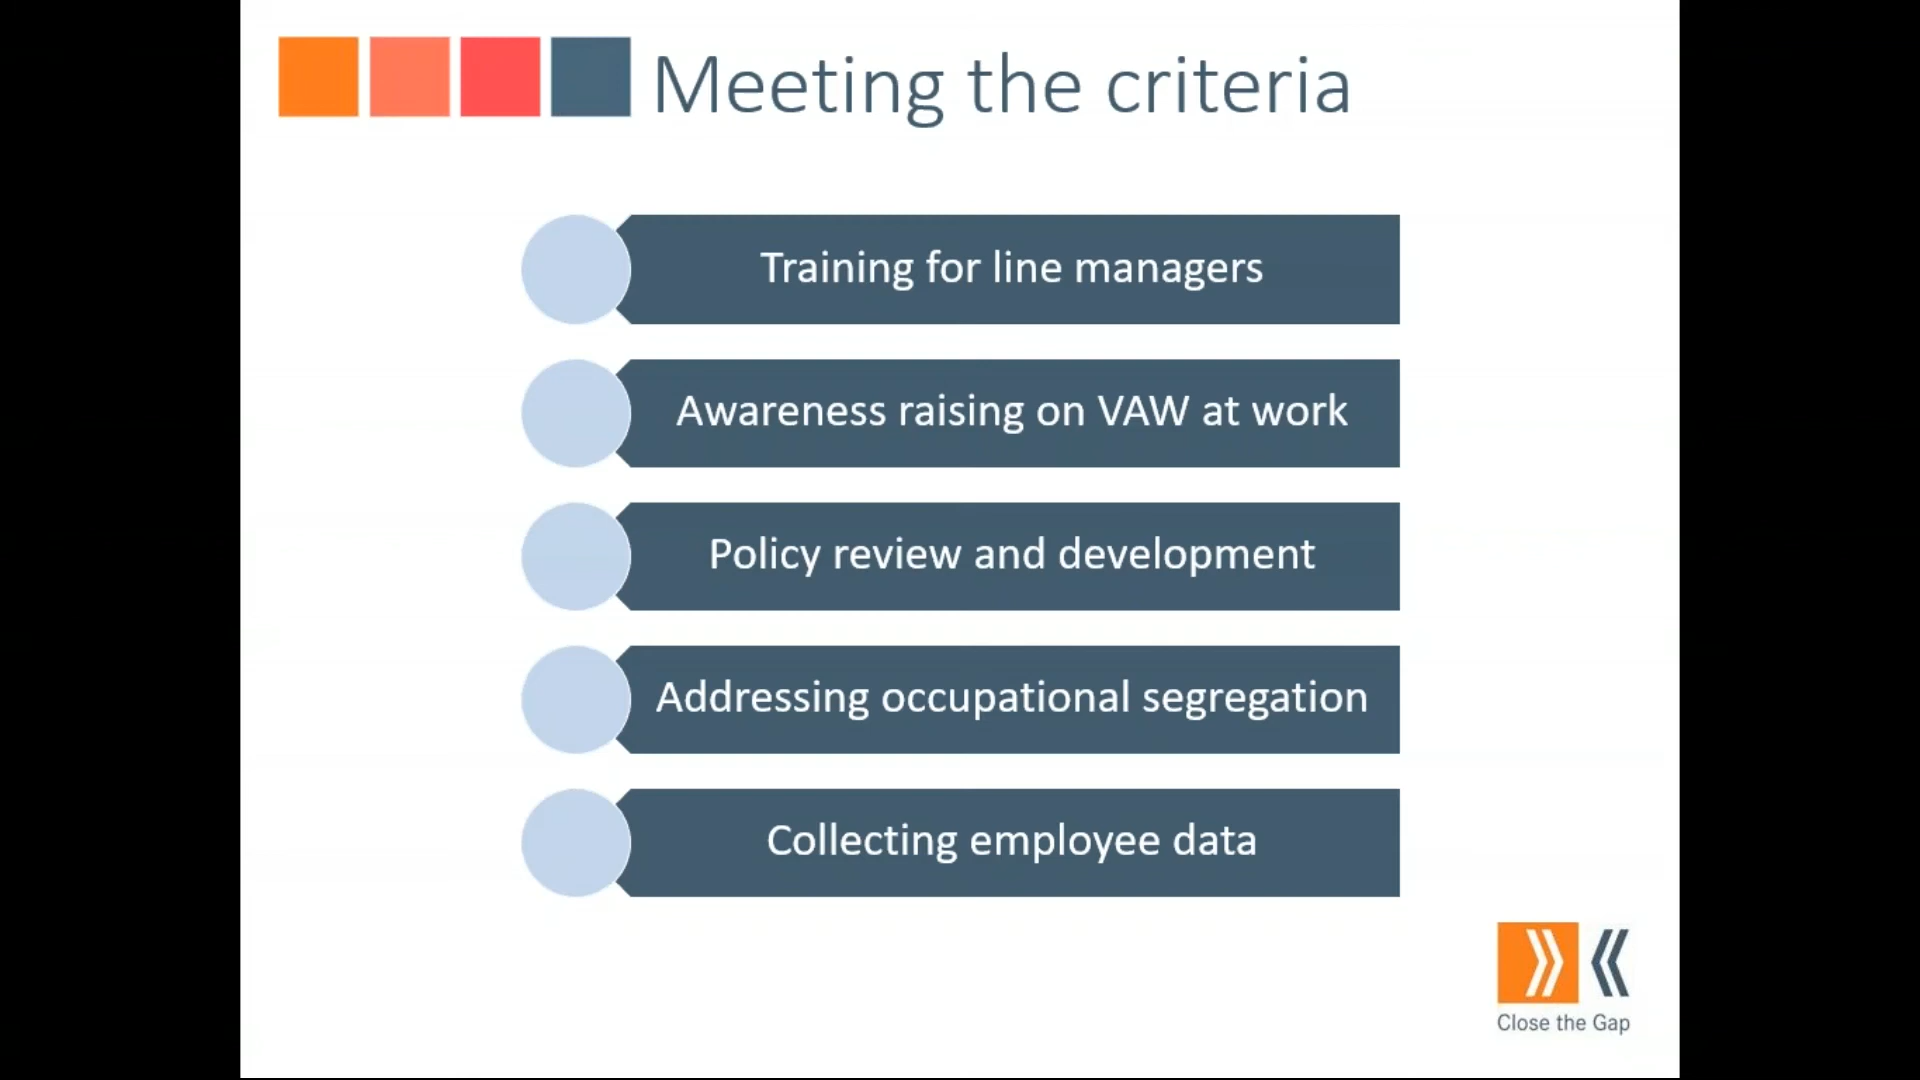 Meeting the criteria
Training for line managers
Awareness raising on VAW at work
Policy review and development
Addressing occupational segregation
Collecting employee data
Close the Gap